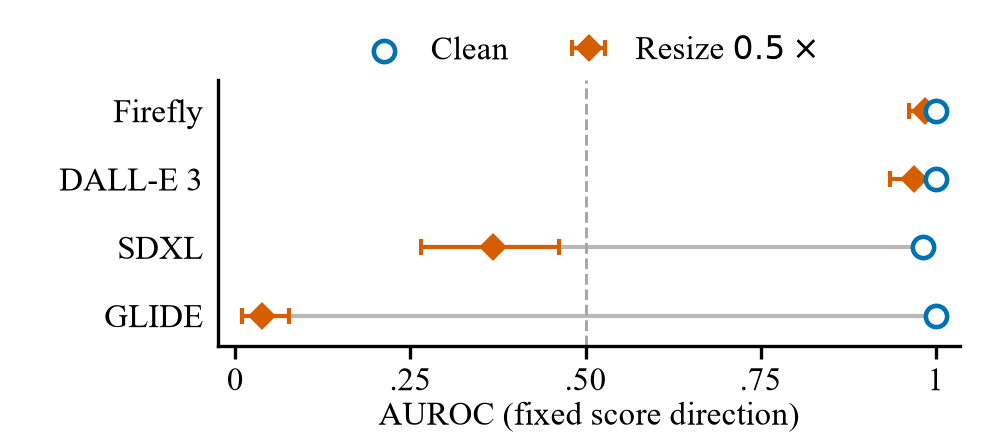 Clean Resize 0.5 ×
Firefly
DALL-E 3
SDXL
GLIDE
0 .25 .50 .75 1
AUROC (fixed score direction)